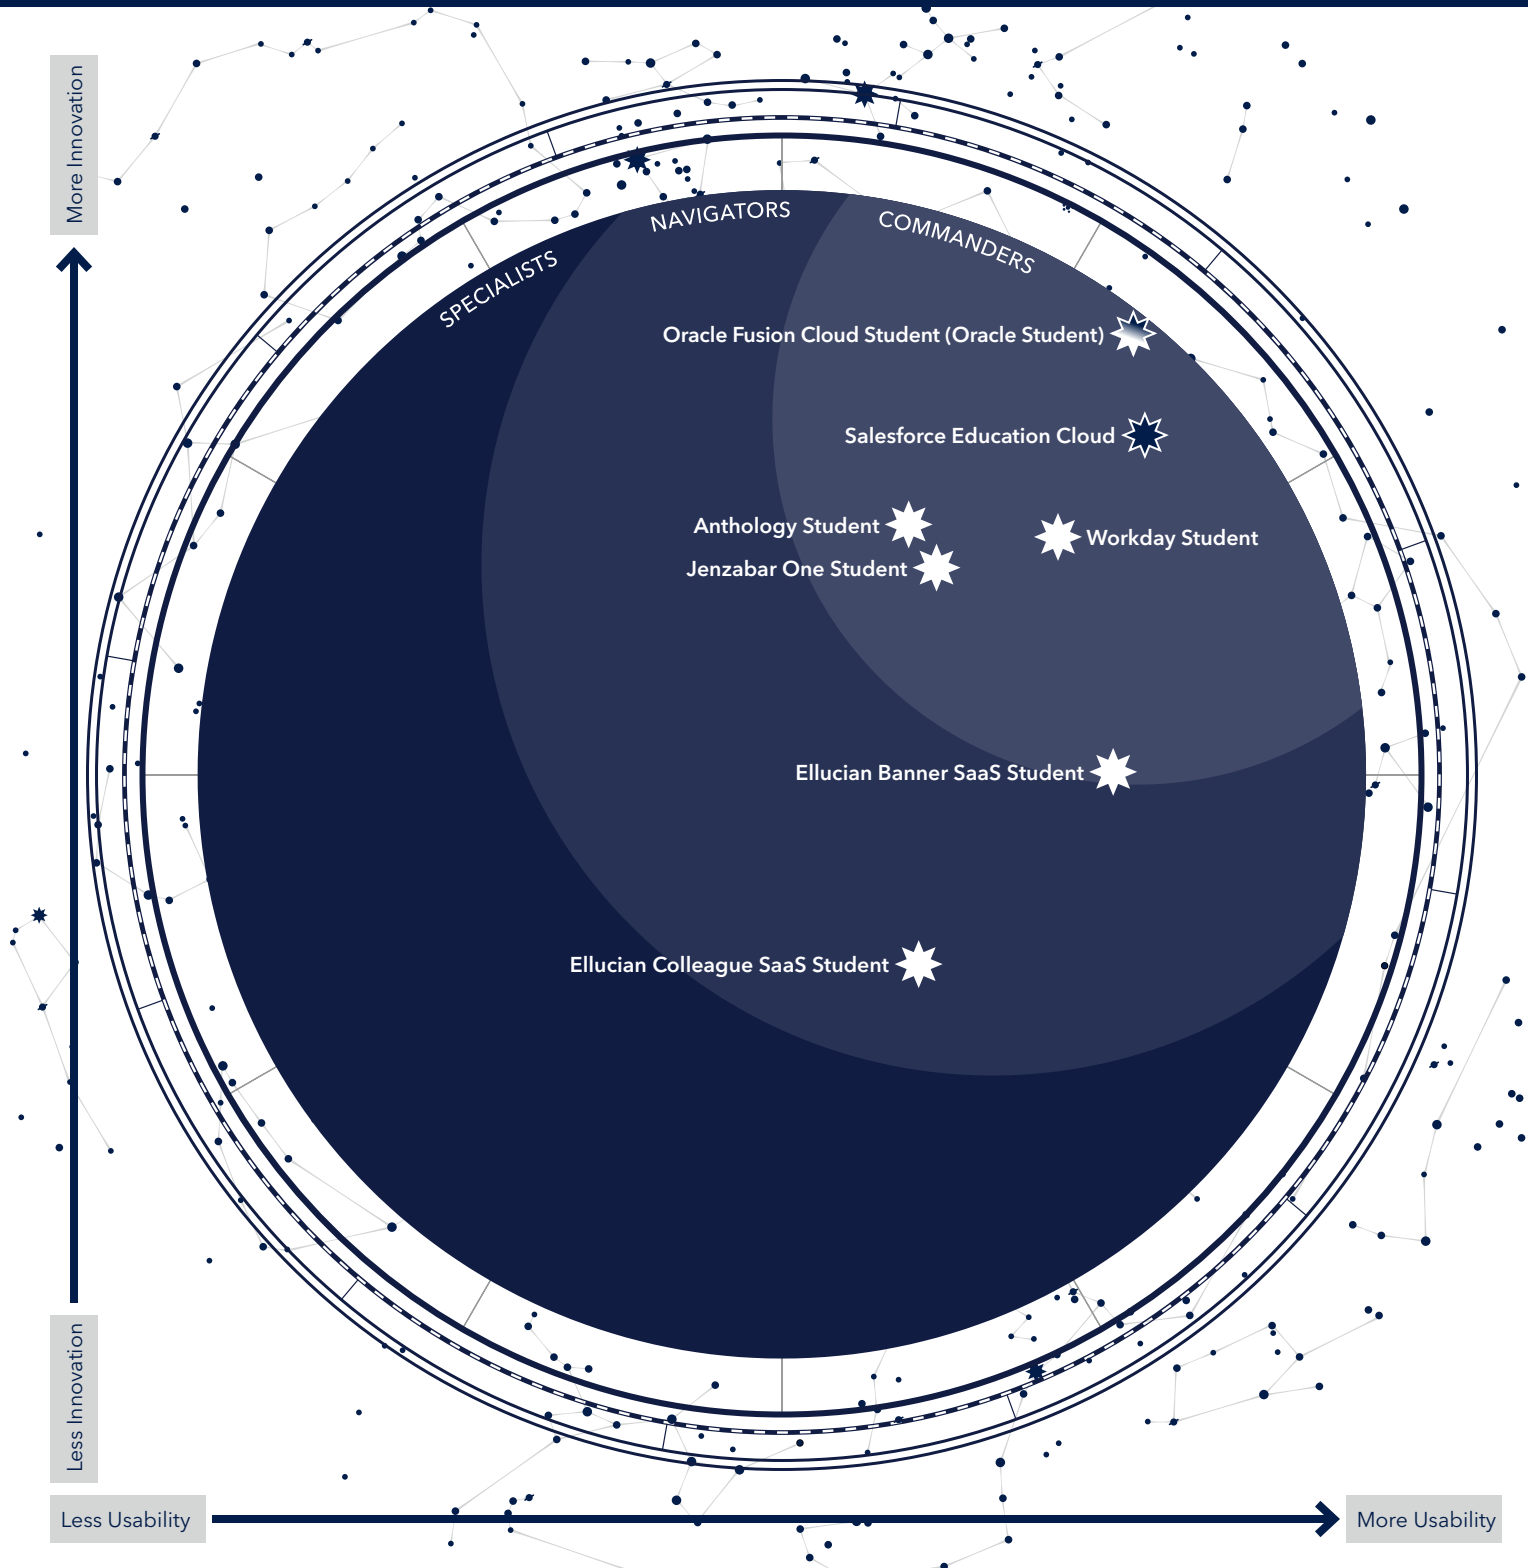 More Innovation
SPECIALISTS
NAVIGATORS
COMMANDERS
Oracle Fusion Cloud Student (Oracle Student)
Salesforce Education Cloud
Anthology Student
Workday Student
Jenzabar One Student
Ellucian Banner SaaS Student
Ellucian Colleague SaaS Student
Less Innovation
Less Usability
More Usability